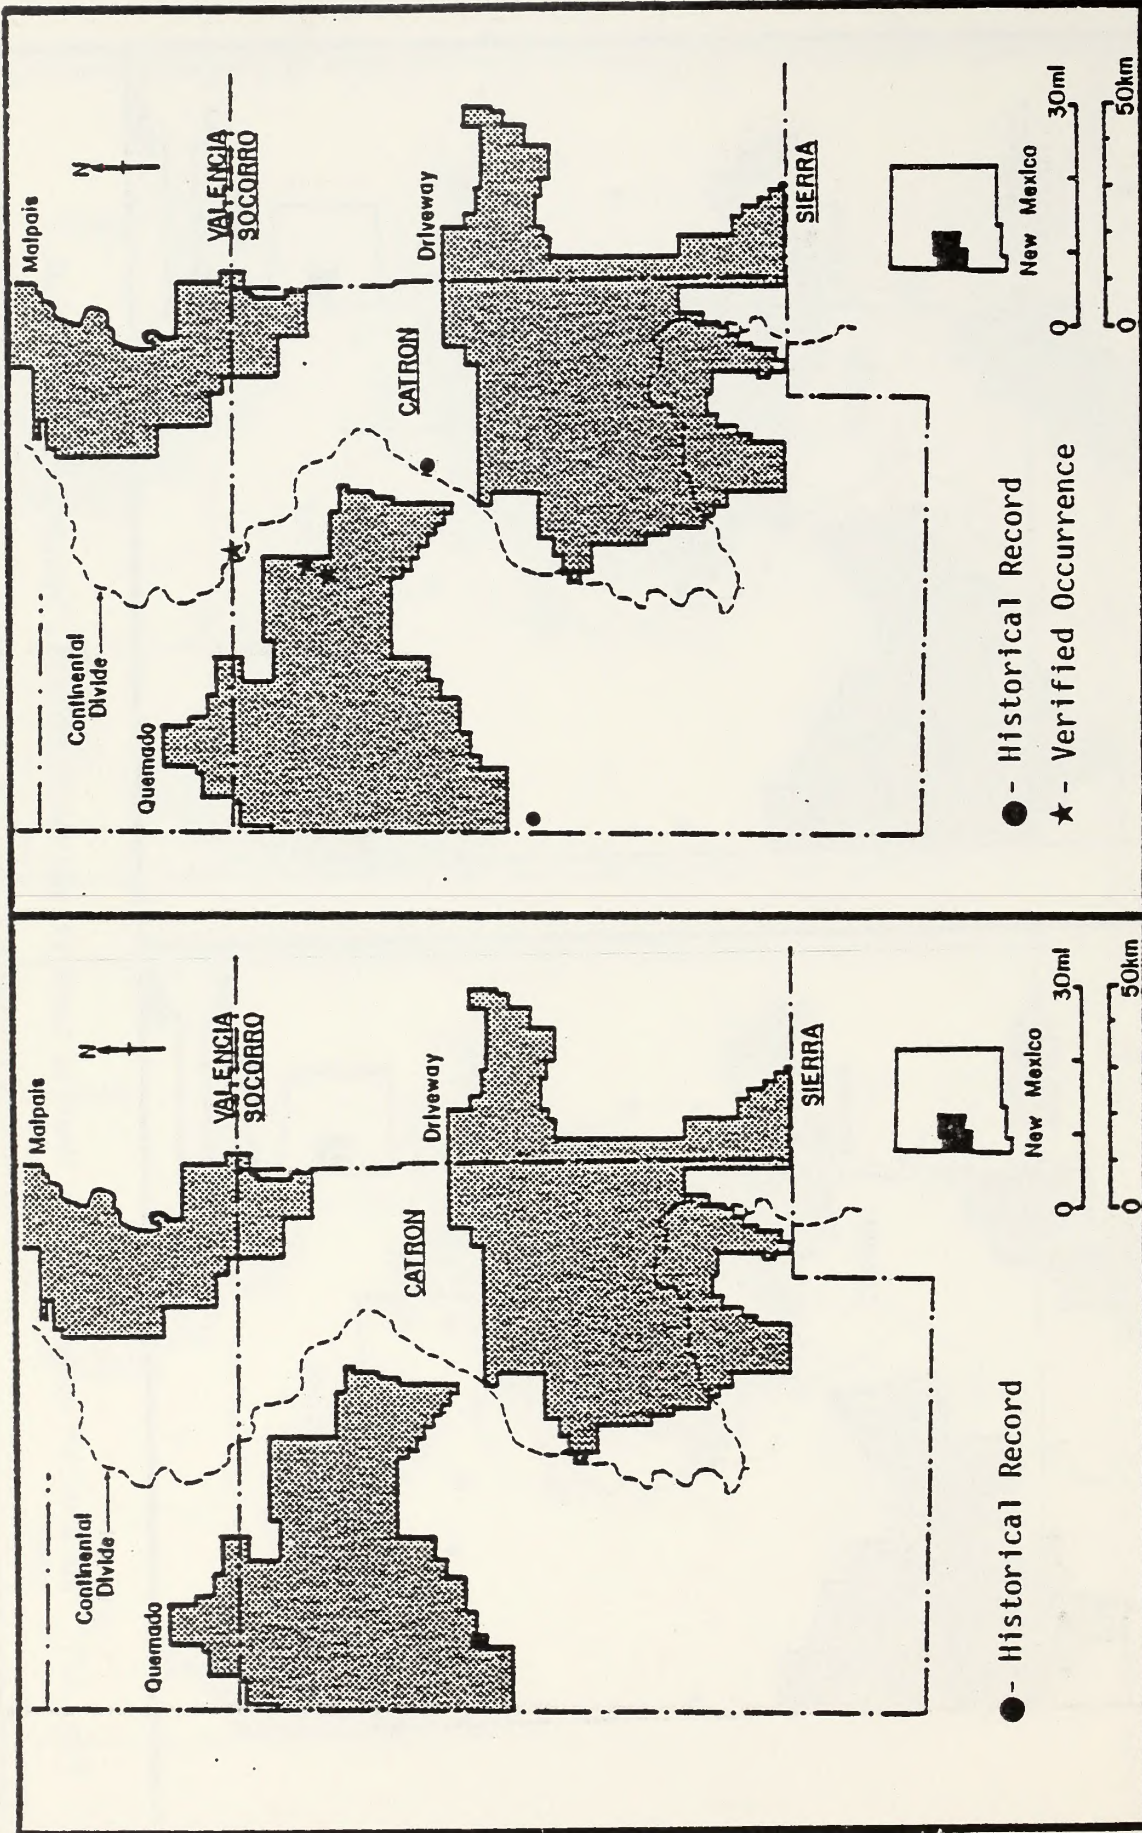 Malpais
N
VALENCIA
SOCORRO
Continental
Divide
Quemado
Driveway
CATRON
SIERRA
New Mexico
0 30mi
0 50km
- Historical Record
Malpais
N
VALENCIA
SOCORRO
Continental
Divide
Quemado
Driveway
CATRON
SIERRA
New Mexico
0 30mi
0 50km
- Historical Record
- Verified Occurrence